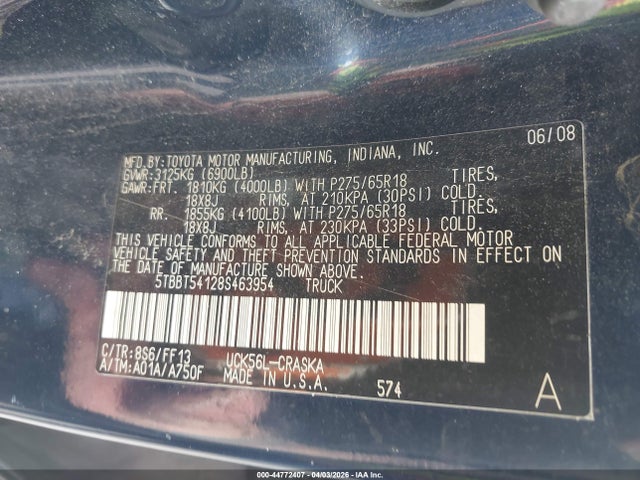 MFD.BY:TOYOTA MOTOR MANUFACTURING, INDIANA, INC. 06/08
GVWR:3125KG (6900LB)
GAWR:FRT. 1810KG (4000LB) WITH P275/65R18 TIRES,
18X8J RIMS, AT 210KPA (30PSI) COLD.
RR. 1855KG (4100LB) WITH P275/65R18 TIRES,
18X8J RIMS, AT 230KPA (33PSI) COLD.
THIS VEHICLE CONFORMS TO ALL APPLICABLE FEDERAL MOTOR
VEHICLE SAFETY AND THEFT PREVENTION STANDARDS IN EFFECT ON
THE DATE OF MANUFACTURE SHOWN ABOVE.
5TBBT54128S463954 TRUCK
C/TR:8S6/FF13 UCK56L-CRASKA
A/TM:A01A/A750F MADE IN U.S.A. 574 A
© 44772407 - 04/03/2026 - IAA Inc.